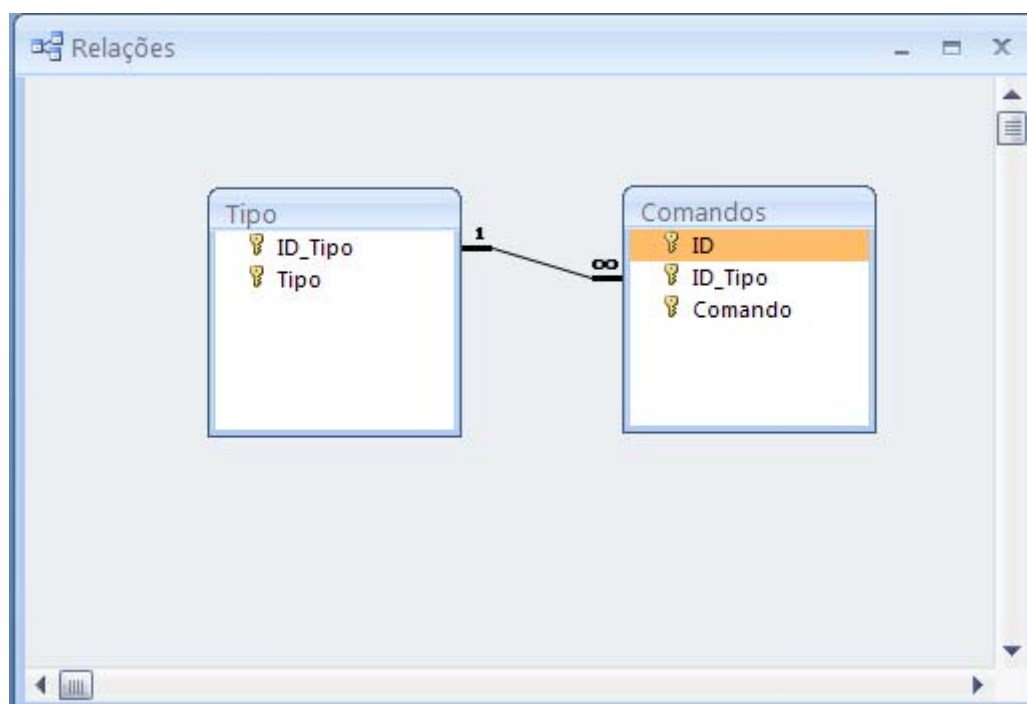 Relações
Tipo
ID_Tipo
Tipo
1
∞
Comandos
ID
ID_Tipo
Comando